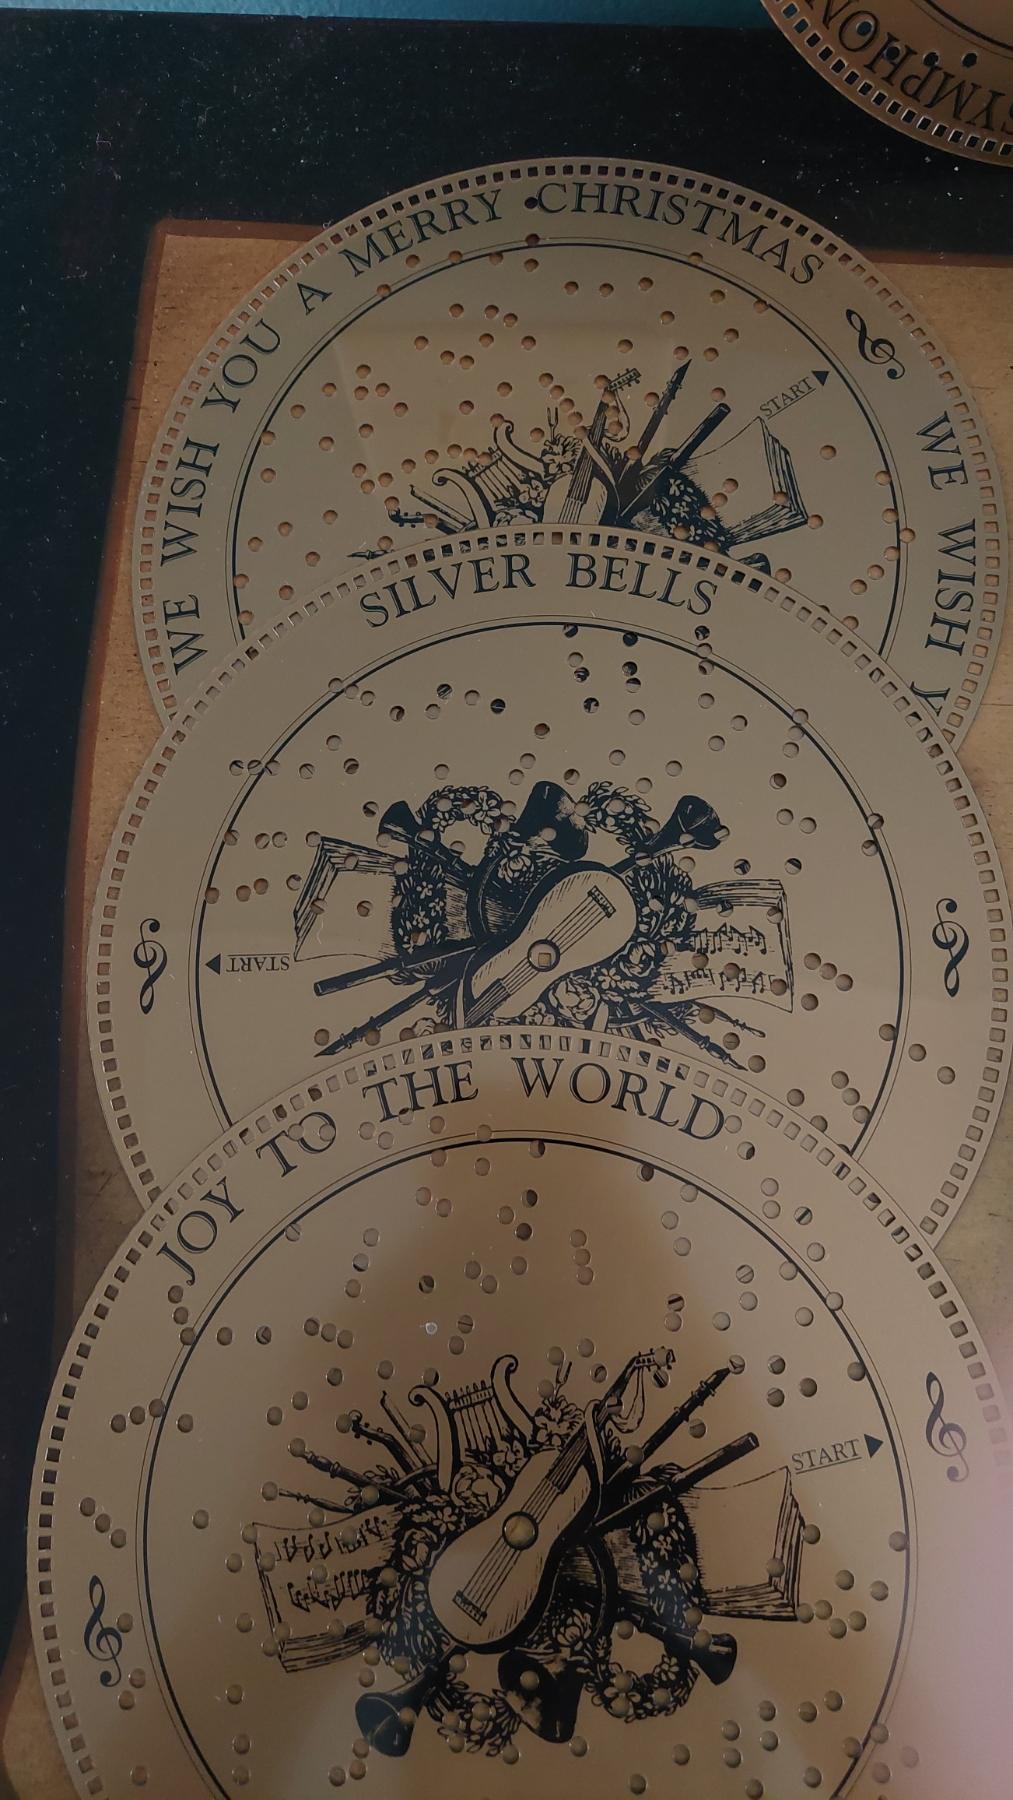 SYMPHON
WE WISH YOU A MERRY CHRISTMAS
WE WISH Y
START
SILVER BELLS
START
JOY TO THE WORLD
START